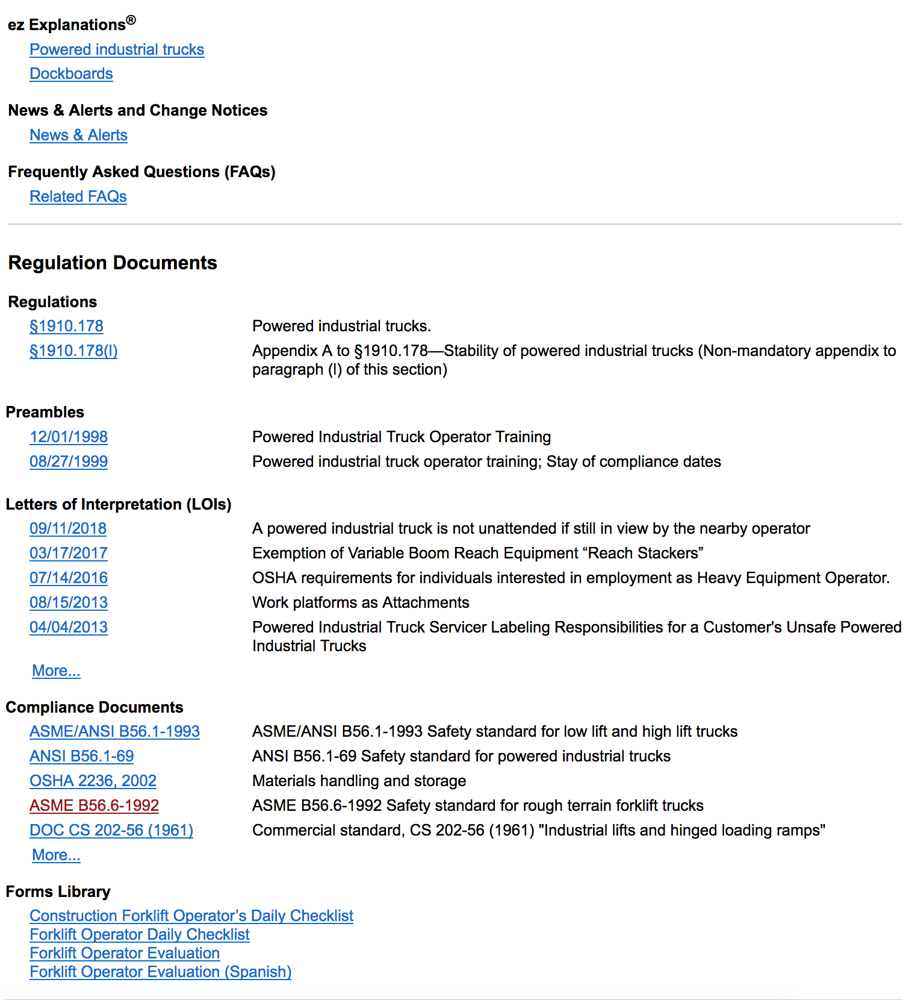 ez Explanations®
Powered industrial trucks
Dockboards
News & Alerts and Change Notices
News & Alerts
Frequently Asked Questions (FAQs)
Related FAQs
Regulation Documents
Regulations
§1910.178 Powered industrial trucks.
§1910.178(l) Appendix A to §1910.178—Stability of powered industrial trucks (Non-mandatory appendix to
paragraph (l) of this section)
Preambles
12/01/1998 Powered Industrial Truck Operator Training
08/27/1999 Powered industrial truck operator training; Stay of compliance dates
Letters of Interpretation (LOIs)
09/11/2018 A powered industrial truck is not unattended if still in view by the nearby operator
03/17/2017 Exemption of Variable Boom Reach Equipment “Reach Stackers”
07/14/2016 OSHA requirements for individuals interested in employment as Heavy Equipment Operator.
08/15/2013 Work platforms as Attachments
04/04/2013 Powered Industrial Truck Servicer Labeling Responsibilities for a Customer's Unsafe Powered
Industrial Trucks
More...
Compliance Documents
ASME/ANSI B56.1-1993 ASME/ANSI B56.1-1993 Safety standard for low lift and high lift trucks
ANSI B56.1-69 ANSI B56.1-69 Safety standard for powered industrial trucks
OSHA 2236, 2002 Materials handling and storage
ASME B56.6-1992 ASME B56.6-1992 Safety standard for rough terrain forklift trucks
DOC CS 202-56 (1961) Commercial standard, CS 202-56 (1961) "Industrial lifts and hinged loading ramps"
More...
Forms Library
Construction Forklift Operator’s Daily Checklist
Forklift Operator Daily Checklist
Forklift Operator Evaluation
Forklift Operator Evaluation (Spanish)